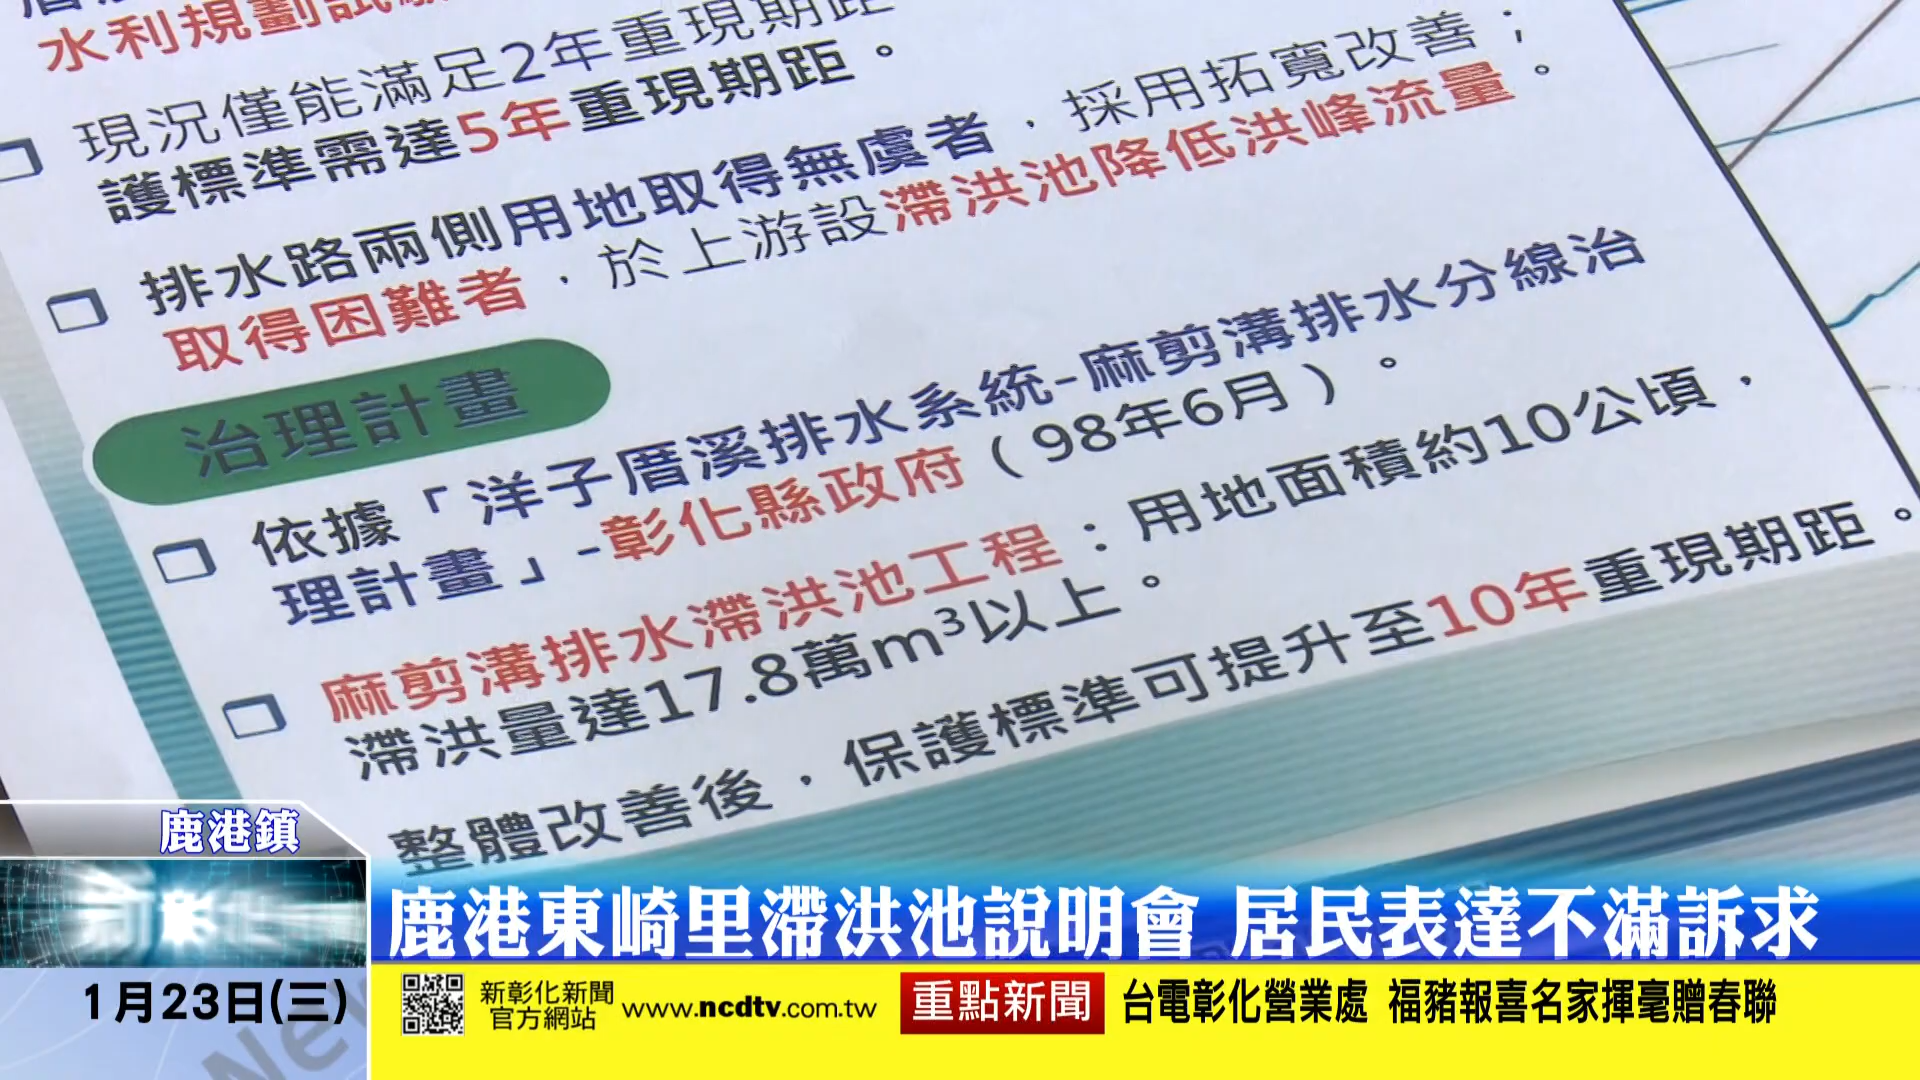 水利規劃試驗
現況僅能滿足2年重現期距
護標準需達5年重現期距。
排水路兩側用地取得無虞者，採用拓寬改善；
取得困難者，於上游設滯洪池降低洪峰流量。
治理計畫
依據「洋子厝溪排水系統-麻剪溝排水分線治
理計畫」-彰化縣政府（98年6月）。
麻剪溝排水滯洪池工程：用地面積約10公頃，
滯洪量達17.8萬m³以上。
整體改善後，保護標準可提升至10年重現期距。
鹿港鎮
鹿港東崎里滯洪池說明會 居民表達不滿訴求
1月23日(三)
新彰化新聞
官方網站
www.ncdtv.com.tw
重點新聞
台電彰化營業處 福豬報喜名家揮毫贈春聯